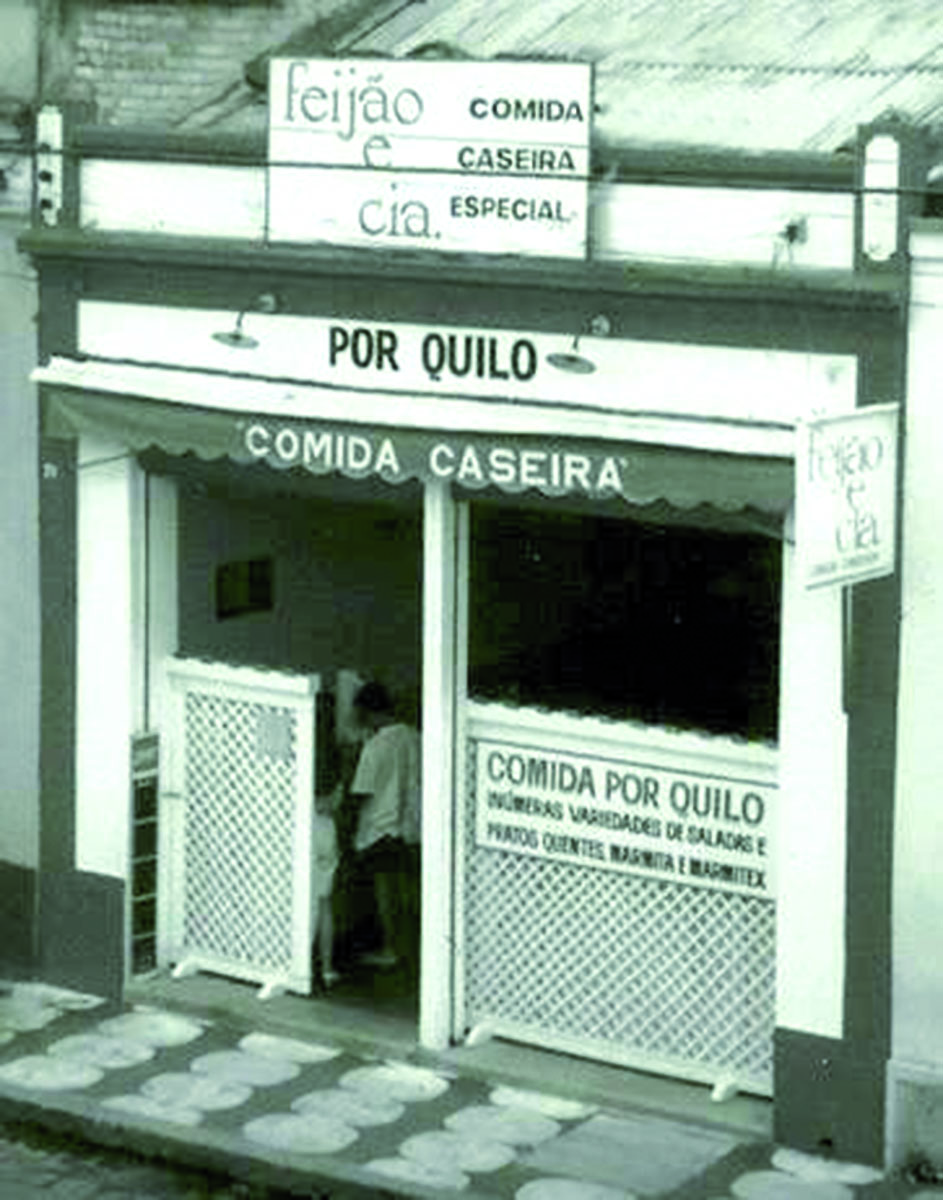 feijão COMIDA
e CASEIRA
cia. ESPECIAL
POR QUILO
"COMIDA CASEIRA"
feijão
e
cia
COMIDA POR QUILO
INÚMERAS VARIEDADES DE SALADAS E
PRATOS QUENTES, MARMITA E MARMITEX